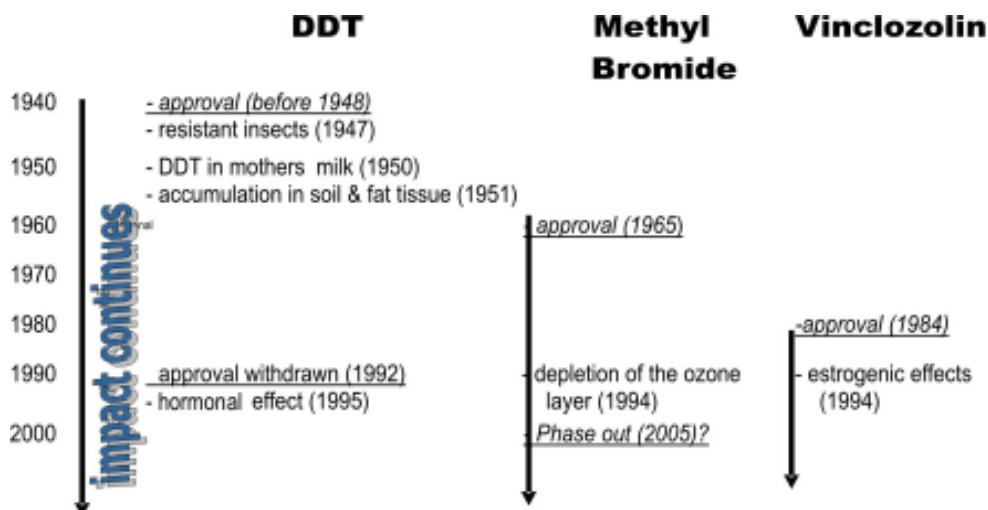 DDT
Methyl
Bromide
Vinclozolin
1940
1950
1960
1970
1980
1990
2000
impact continues
- approval (before 1948)
- resistant insects (1947)
- DDT in mothers milk (1950)
- accumulation in soil & fat tissue (1951)
approval withdrawn (1992)
- hormonal effect (1995)
approval (1965)
depletion of the ozone
layer (1994)
Phase out (2005)?
-approval (1984)
- estrogenic effects
(1994)